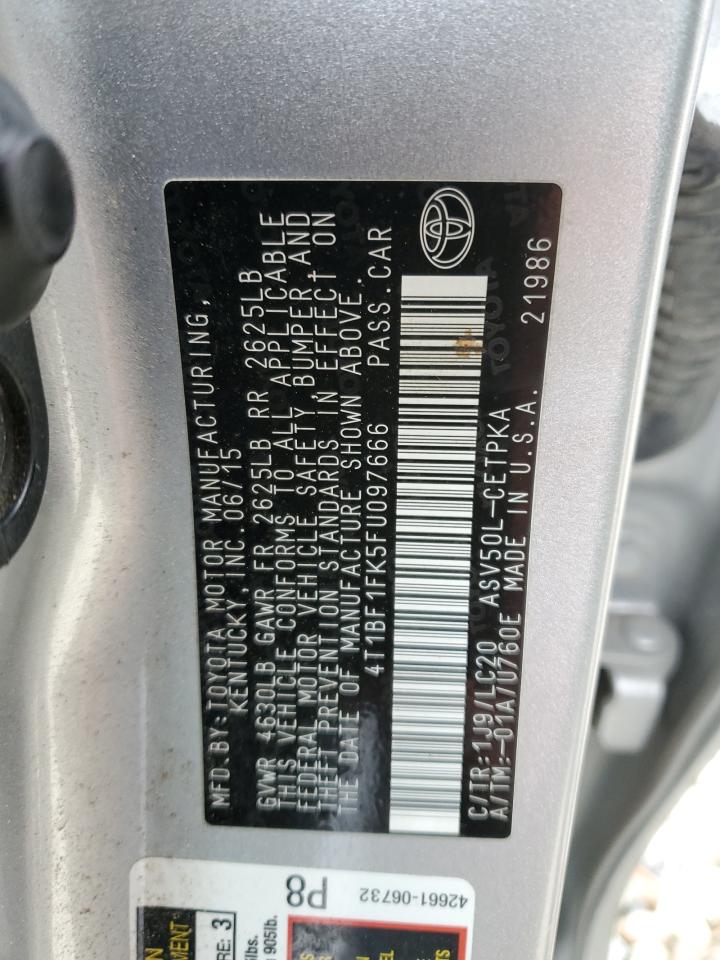 MFD. BY: TOYOTA MOTOR MANUFACTURING,
KENTUCKY, INC. 06/15
GVWR 4630LB GAWR FR 2625LB RR 2625LB
THIS VEHICLE CONFORMS TO ALL APPLICABLE
FEDERAL MOTOR VEHICLE SAFETY, BUMPER, AND
THEFT PREVENTION STANDARDS IN EFFECT ON
THE DATE OF MANUFACTURE SHOWN ABOVE.
4T1BF1FK5FU097666 PASS. CAR
C/TR: 1J9/LC20 ASV50L-CETPKA
A/TM: -01A/U760E MADE IN U.S.A. 21986
42661-06732
P8
905lb.
RE: 3